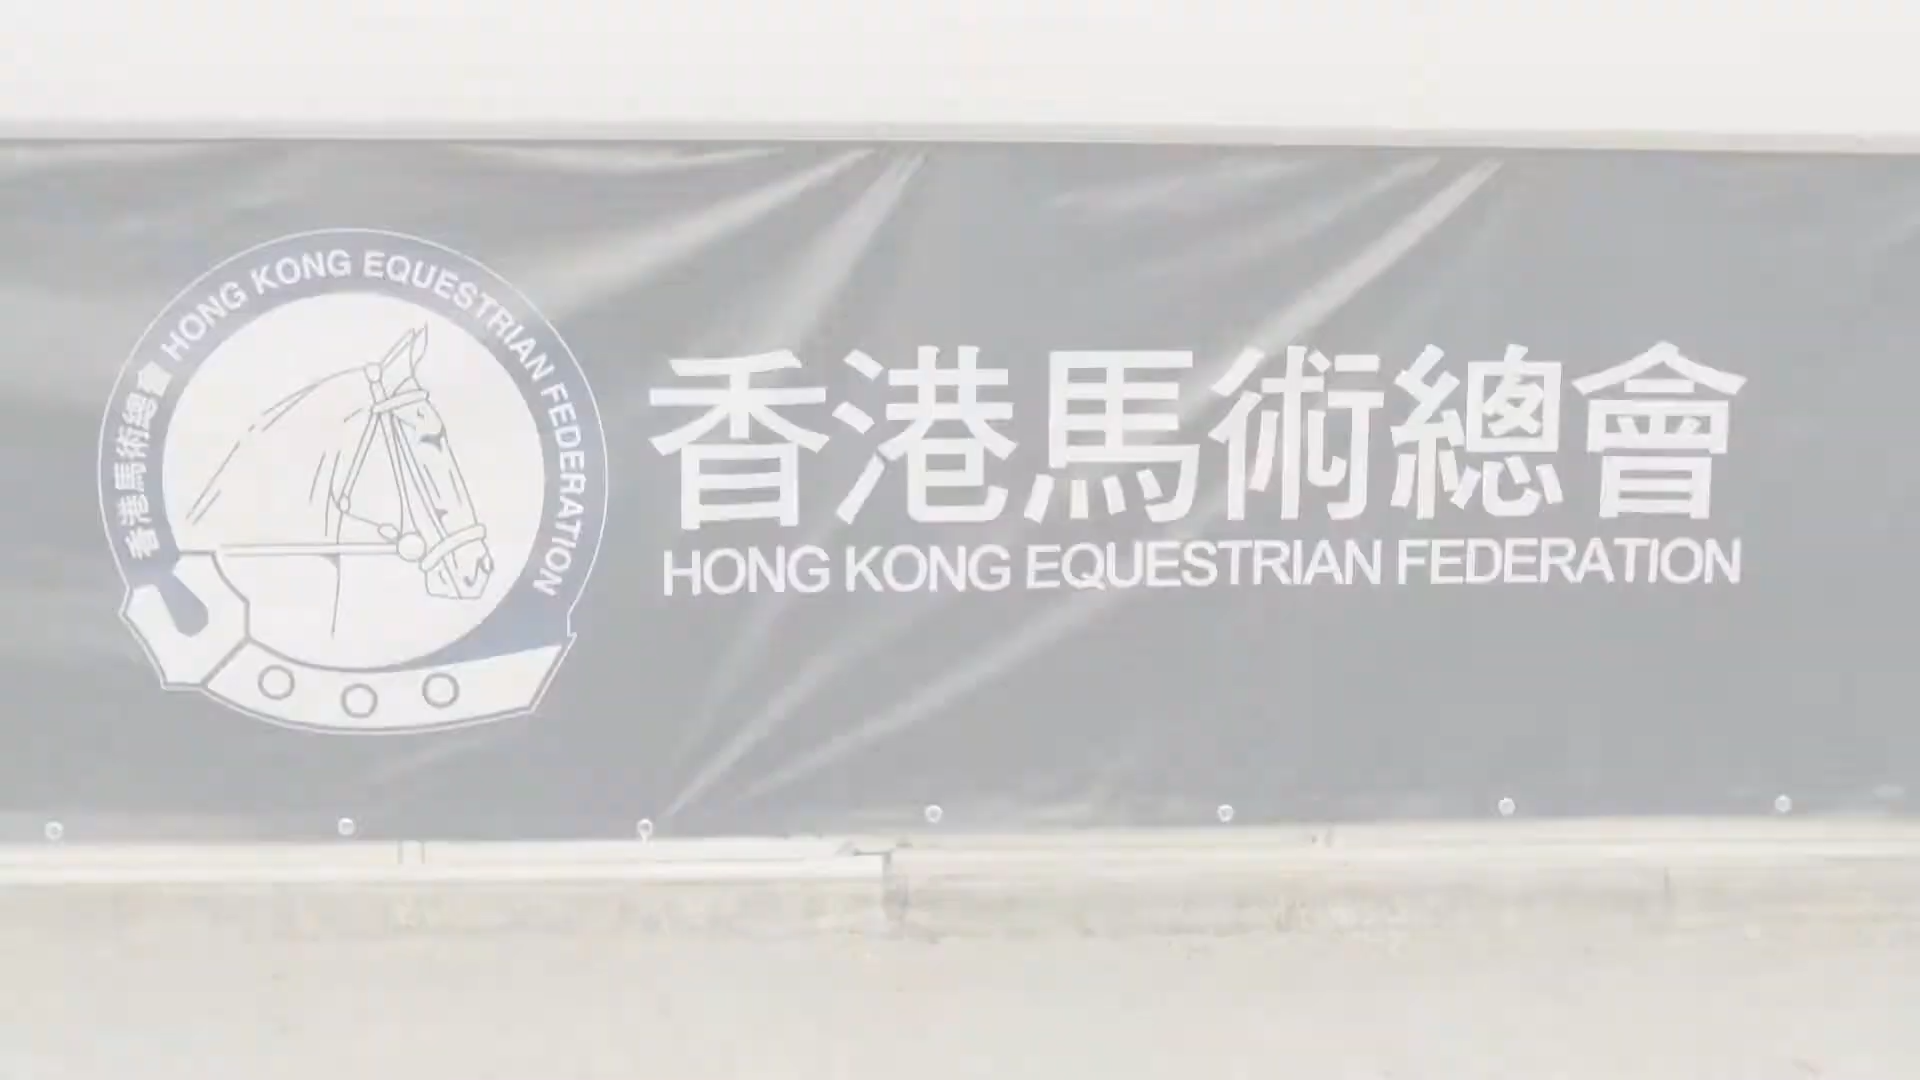 香港馬術總會 HONG KONG EQUESTRIAN FEDERATION
香港馬術總會
HONG KONG EQUESTRIAN FEDERATION